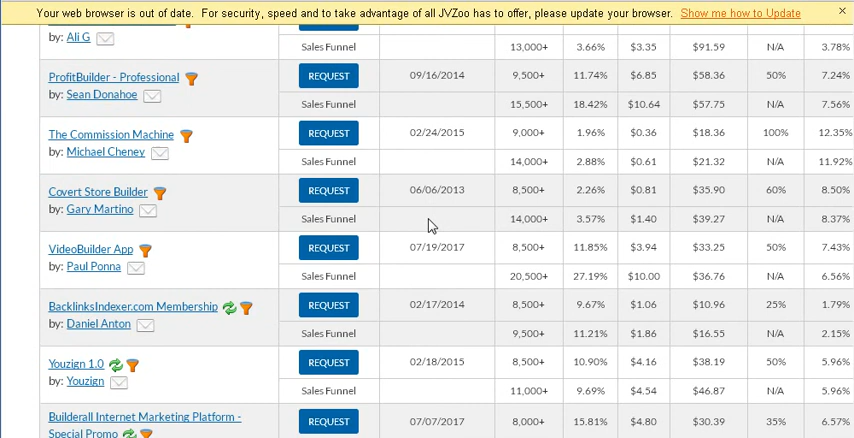 Your web browser is out of date. For security, speed and to take advantage of all JVZoo has to offer, please update your browser. Show me how to Update ×
by: Ali G
Sales Funnel 13,000+ 3.66% $3.35 $91.59 N/A 3.78%
ProfitBuilder - Professional REQUEST 09/16/2014 9,500+ 11.74% $6.85 $58.36 50% 7.24%
by: Sean Donahoe
Sales Funnel 15,500+ 18.42% $10.64 $57.75 N/A 7.56%
The Commission Machine REQUEST 02/24/2015 9,000+ 1.96% $0.36 $18.36 100% 12.35%
by: Michael Cheney
Sales Funnel 14,000+ 2.88% $0.61 $21.32 N/A 11.92%
Covert Store Builder REQUEST 06/06/2013 8,500+ 2.26% $0.81 $35.90 60% 8.50%
by: Gary Martino
Sales Funnel 14,000+ 3.57% $1.40 $39.27 N/A 8.37%
VideoBuilder App REQUEST 07/19/2017 8,500+ 11.85% $3.94 $33.25 50% 7.43%
by: Paul Ponna
Sales Funnel 20,500+ 27.19% $10.00 $36.76 N/A 6.56%
BacklinksIndexer.com Membership REQUEST 02/17/2014 8,500+ 9.67% $1.06 $10.96 25% 1.79%
by: Daniel Anton
Sales Funnel 9,500+ 11.21% $1.86 $16.55 N/A 2.15%
Youzign 1.0 REQUEST 02/18/2015 8,500+ 10.90% $4.16 $38.19 50% 5.96%
by: Youzign
Sales Funnel 11,000+ 9.69% $4.54 $46.87 N/A 5.96%
Builderall Internet Marketing Platform - REQUEST 07/07/2017 8,000+ 15.81% $4.80 $30.39 35% 6.57%
Special Promo